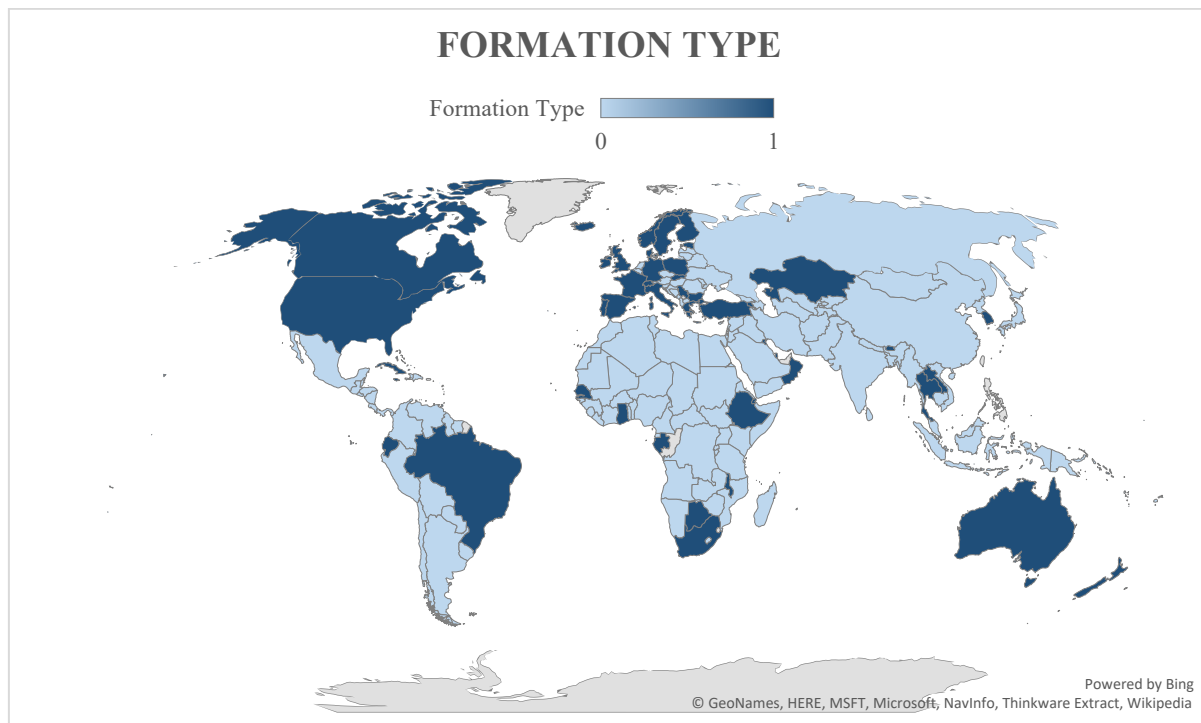 FORMATION TYPE
Formation Type
0 1
Powered by Bing
© GeoNames, HERE, MSFT, Microsoft, NavInfo, Thinkware Extract, Wikipedia